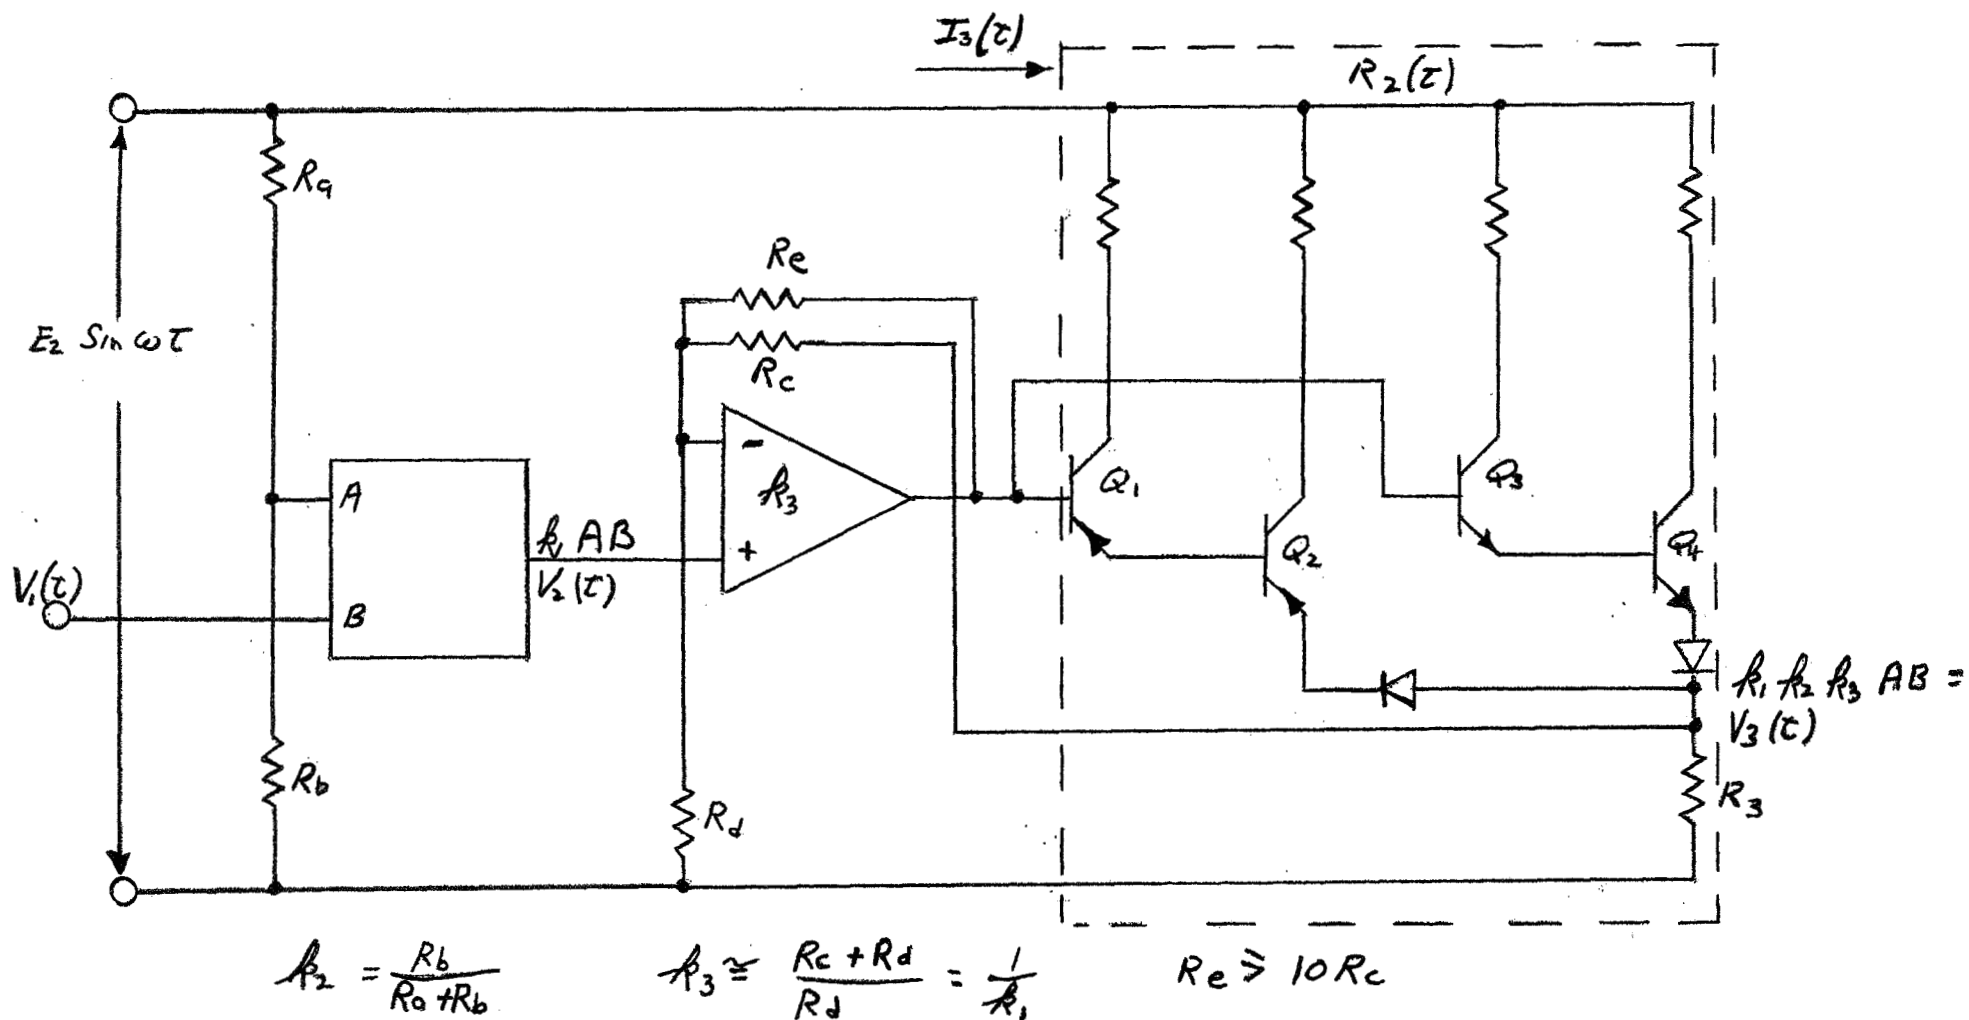 I₃(τ)
R₂(τ)
Ra
Re
E₂ Sin ωτ
Rc
-
k₃
+
Q₁
Q₂
Q₃
Q₄
A
k₁ AB
V₂(τ)
V₁(τ)
B
k₁ k₂ k₃ AB =
V₃(τ)
Rb
Rd
R₃
k₂ = Rb / Ra + Rb
k₃ ≅ Rc + Rd / Rd = 1 / k₁
Re ⩾ 10 Rc